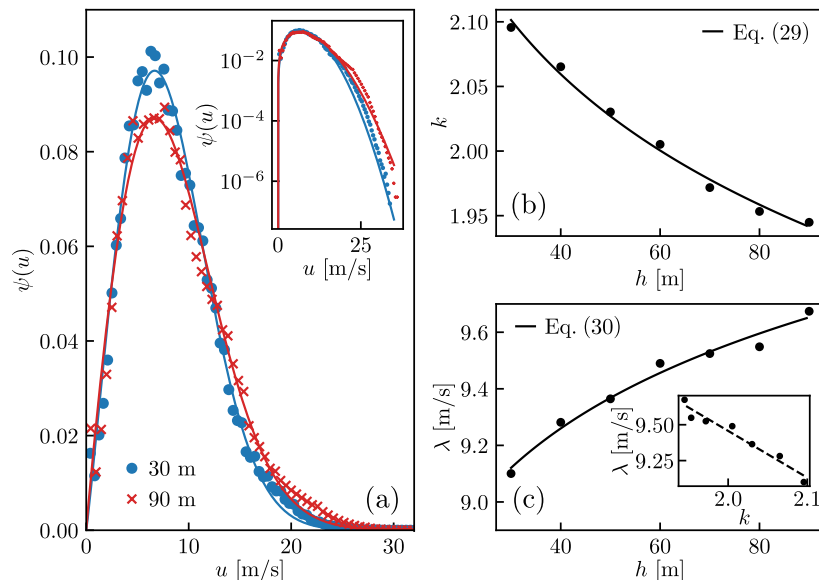 0.10
0.08
0.06
0.04
0.02
0.00
ψ(u)
0
10
20
30
u [m/s]
30 m
90 m
(a)
10⁻²
10⁻⁴
10⁻⁶
ψ(u)
0
25
u [m/s]
2.10
2.05
2.00
1.95
k
Eq. (29)
(b)
40
60
80
h [m]
9.6
9.4
9.2
9.0
λ [m/s]
Eq. (30)
(c)
9.50
9.25
λ [m/s]
2.0
2.1
k
40
60
80
h [m]